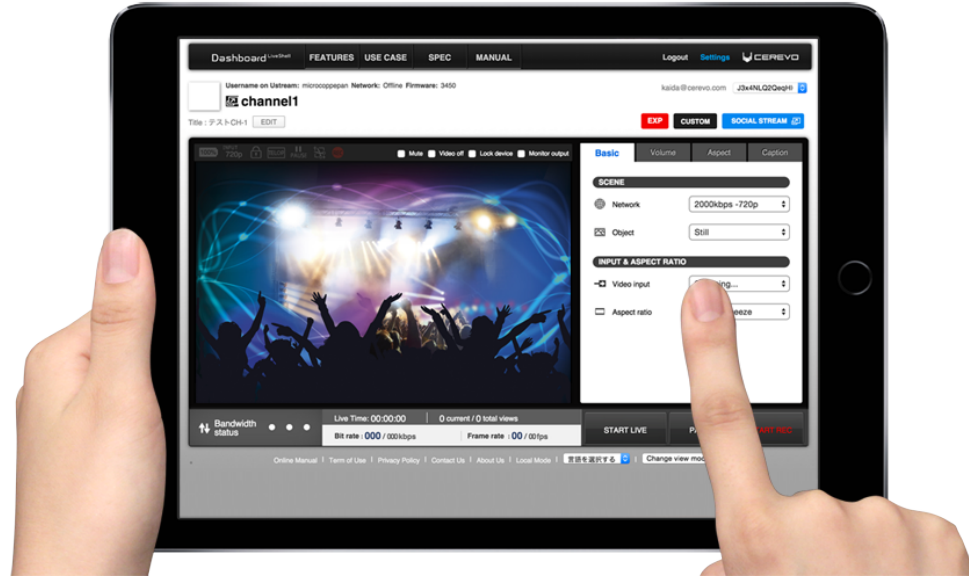 Dashboard LiveShell FEATURES USE CASE SPEC MANUAL Logout Settings CEREVO
Username on Ustream: microcoppepan Network: Offline Firmware: 3450
kaida@cerevo.com J3x4NLQ2QeqHi
channel1
Title : テストCH-1 EDIT
EXP CUSTOM SOCIAL STREAM
INPUT
720p
Mute Video off Lock device Monitor output
Basic Volume Aspect Caption
SCENE
Network 2000kbps -720p
Object Still
INPUT & ASPECT RATIO
Video input
Aspect ratio
Bandwidth status
Live Time: 00:00:00 0 current / 0 total views
Bit rate : 000 / 000 kbps Frame rate : 00 / 00 fps
START LIVE
Online Manual | Term of Use | Privacy Policy | Contact Us | About Us | Local Mode | 言語を選択する | Change view